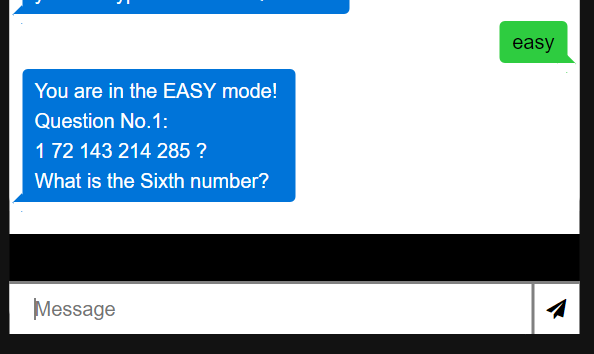 easy
You are in the EASY mode!
Question No.1:
1 72 143 214 285 ?
What is the Sixth number?
Message